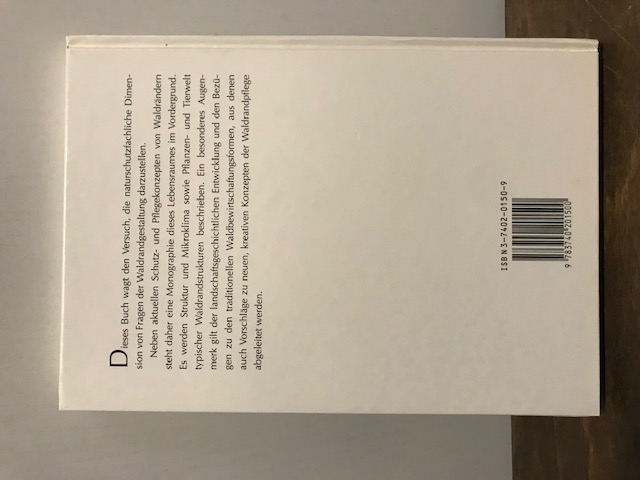 Dieses Buch wagt den Versuch, die naturschutzfachliche Dimen-
sion von Fragen der Waldrandgestaltung darzustellen.
Neben aktuellen Schutz- und Pflegekonzepten von Waldrändern
steht daher eine Monographie dieses Lebensraumes im Vordergrund.
Es werden Struktur und Mikroklima sowie Pflanzen- und Tierwelt
typischer Waldrandstrukturen beschrieben. Ein besonderes Augen-
merk gilt der landschaftsgeschichtlichen Entwicklung und den Bezü-
gen zu den traditionellen Waldbewirtschaftungsformen, aus denen
auch Vorschläge zu neuen, kreativen Konzepten der Waldrandpflege
abgeleitet werden.
ISBN 3-7402-0150-9
9 783740 201500